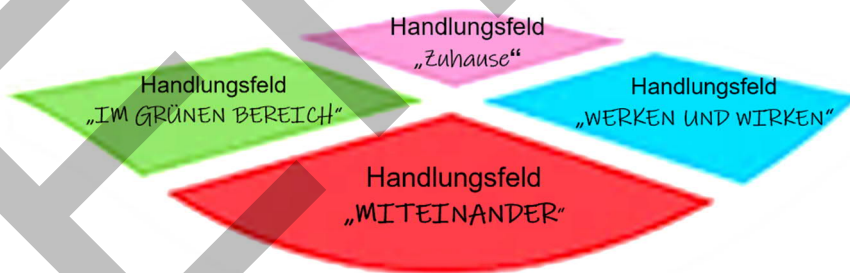 Handlungsfeld
„Zuhause“
Handlungsfeld
„IM GRÜNEN BEREICH“
Handlungsfeld
„WERKEN UND WIRKEN“
Handlungsfeld
„MITEINANDER“